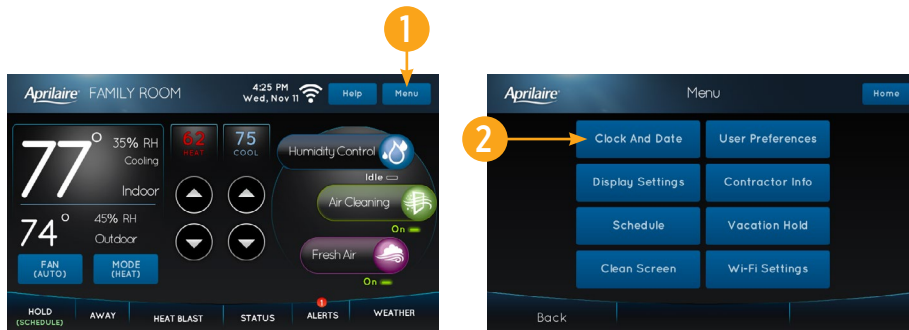 1
Aprilaire FAMILY ROOM 4:25 PM Wed, Nov 11 Help Menu
77° 35% RH
Cooling
Indoor
74° 45% RH
Outdoor
FAN (AUTO)
MODE (HEAT)
62 HEAT
75 COOL
Humidity Control
Idle
Air Cleaning
On
Fresh Air
On
HOLD (SCHEDULE)
AWAY
HEAT BLAST
STATUS
1
ALERTS
WEATHER
2
Aprilaire Menu Home
Clock And Date User Preferences
Display Settings Contractor Info
Schedule Vacation Hold
Clean Screen Wi-Fi Settings
Back